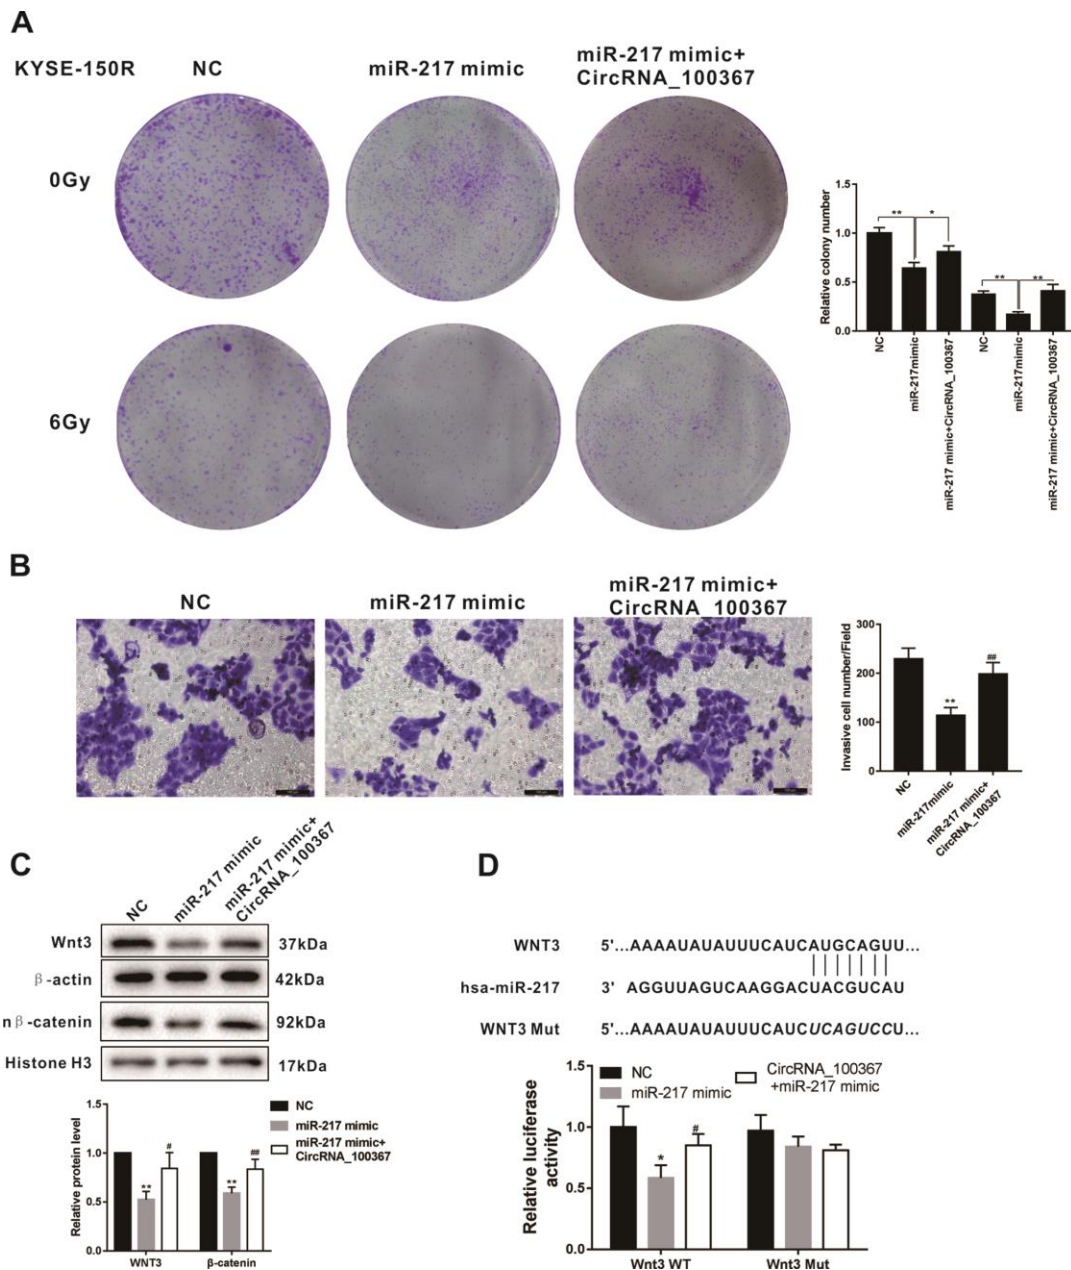 A
KYSE-150R
NC
miR-217 mimic
miR-217 mimic+
CircRNA_100367
0Gy
6Gy
Relative colony number
1.5
1.0
0.5
0.0
**
*
**
**
NC
miR-217mimic
miR-217 mimic+CircRNA_100367
NC
miR-217mimic
miR-217 mimic+CircRNA_100367
B
NC
miR-217 mimic
miR-217 mimic+
CircRNA_100367
Invasive cell number/Field
300
200
100
0
**
##
NC
miR-217mimic
miR-217 mimic+
CircRNA_100367
C
NC
miR-217 mimic
miR-217 mimic+
CircRNA_100367
Wnt3
37kDa
β-actin
42kDa
nβ-catenin
92kDa
Histone H3
17kDa
Relative protein level
1.5
1.0
0.5
0.0
NC
miR-217 mimic
miR-217 mimic+
CircRNA_100367
**
#
**
##
WNT3
β-catenin
D
WNT3 5'...AAAAUAUAUUUCAUCAUGCAGUU...
hsa-miR-217 3' AGGUUAGUCAAGGACUACGUCAU
WNT3 Mut 5'...AAAAUAUAUUUCAUCUCAGUCCU...
Relative luciferase
activity
1.5
1.0
0.5
0.0
NC
miR-217 mimic
CircRNA_100367
+miR-217 mimic
*
#
Wnt3 WT
Wnt3 Mut